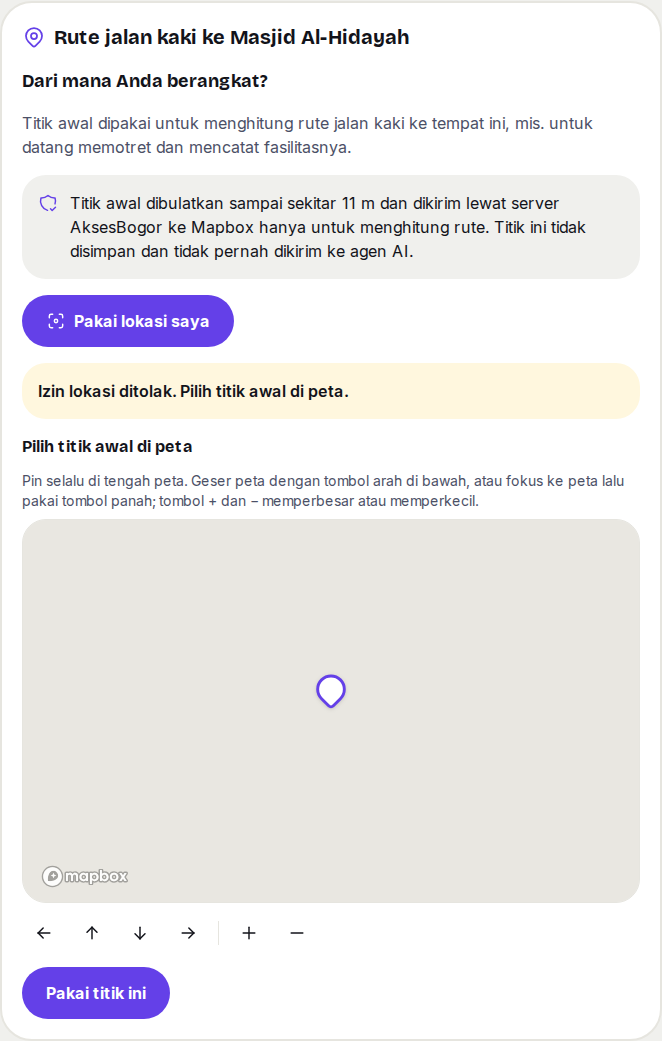 Rute jalan kaki ke Masjid Al-Hidayah
Dari mana Anda berangkat?
Titik awal dipakai untuk menghitung rute jalan kaki ke tempat ini, mis. untuk
datang memotret dan mencatat fasilitasnya.
Titik awal dibulatkan sampai sekitar 11 m dan dikirim lewat server
AksesBogor ke Mapbox hanya untuk menghitung rute. Titik ini tidak
disimpan dan tidak pernah dikirim ke agen AI.
Pakai lokasi saya
Izin lokasi ditolak. Pilih titik awal di peta.
Pilih titik awal di peta
Pin selalu di tengah peta. Geser peta dengan tombol arah di bawah, atau fokus ke peta lalu
pakai tombol panah; tombol + dan – memperbesar atau memperkecil.
mapbox
← ↑ ↓ → + −
Pakai titik ini